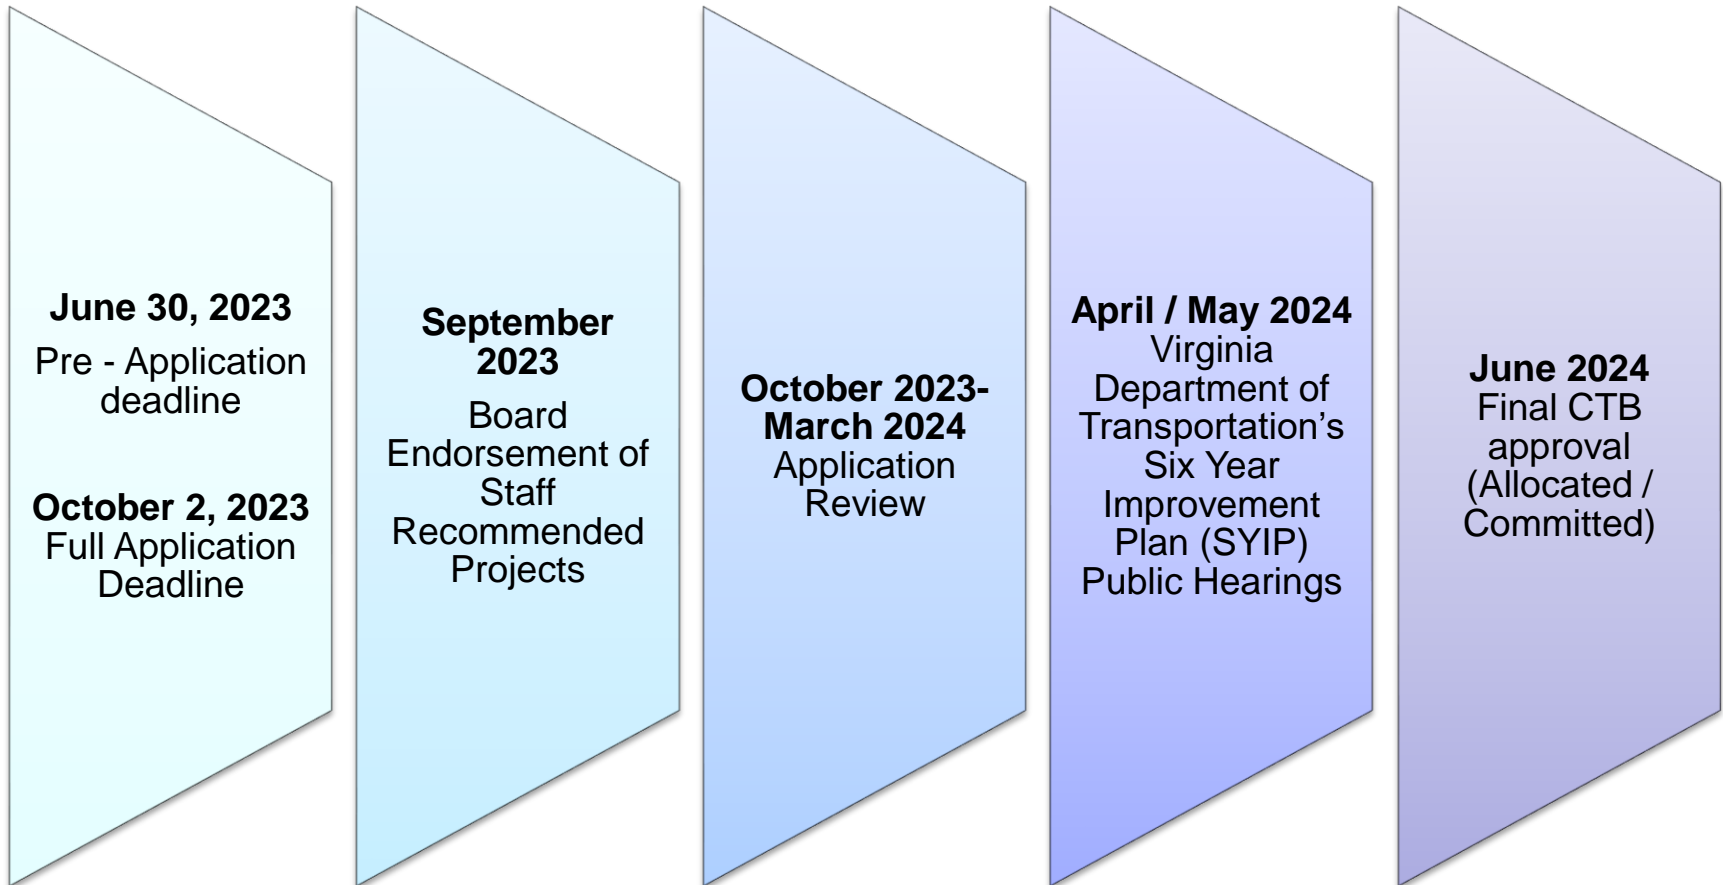 June 30, 2023
Pre - Application
deadline
October 2, 2023
Full Application
Deadline
September
2023
Board
Endorsement of
Staff
Recommended
Projects
October 2023-
March 2024
Application
Review
April / May 2024
Virginia
Department of
Transportation’s
Six Year
Improvement
Plan (SYIP)
Public Hearings
June 2024
Final CTB
approval
(Allocated /
Committed)